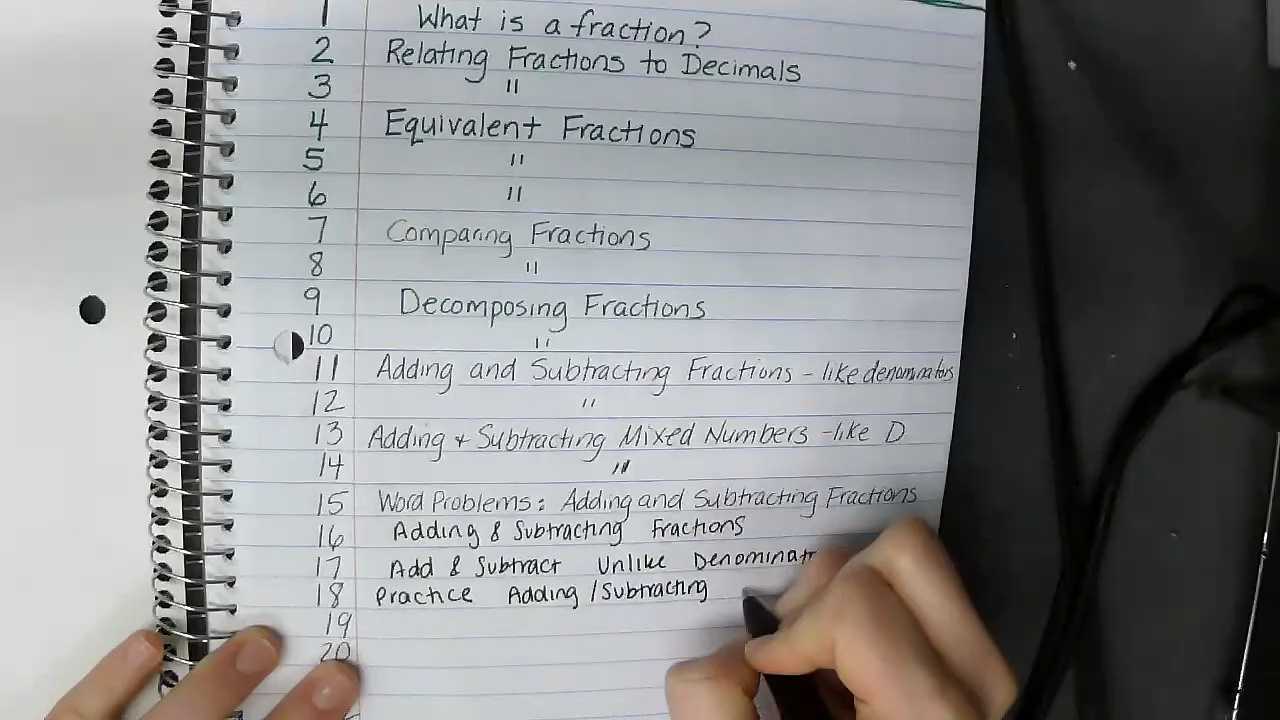 1 What is a fraction?
2 Relating Fractions to Decimals
3 "
4 Equivalent Fractions
5 "
6 "
7 Comparing Fractions
8 "
9 Decomposing Fractions
10 "
11 Adding and Subtracting Fractions - like denominators
12 "
13 Adding + Subtracting Mixed Numbers - like D
14 "
15 Word Problems: Adding and Subtracting Fractions
16 Adding & Subtracting Fractions
17 Add & Subtract Unlike Denominat
18 Practice Adding / Subtracting
19
20